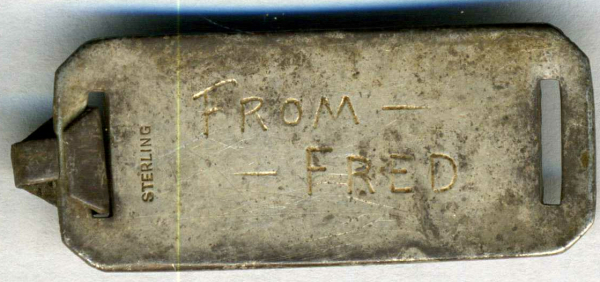 STERLING
FROM —
— FRED